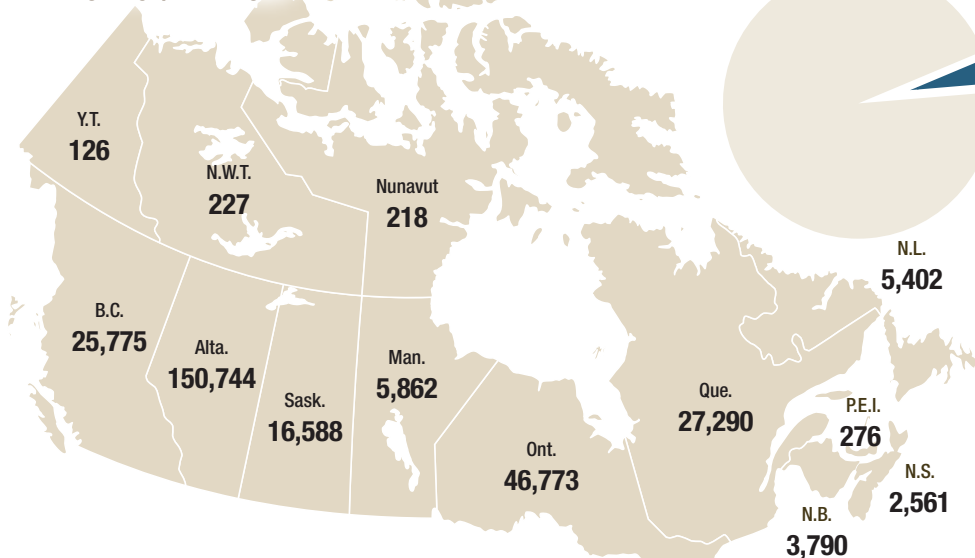 Y.T.
126
N.W.T.
227
Nunavut
218
N.L.
5,402
B.C.
25,775
Alta.
150,744
Sask.
16,588
Man.
5,862
Ont.
46,773
Que.
27,290
P.E.I.
276
N.S.
2,561
N.B.
3,790